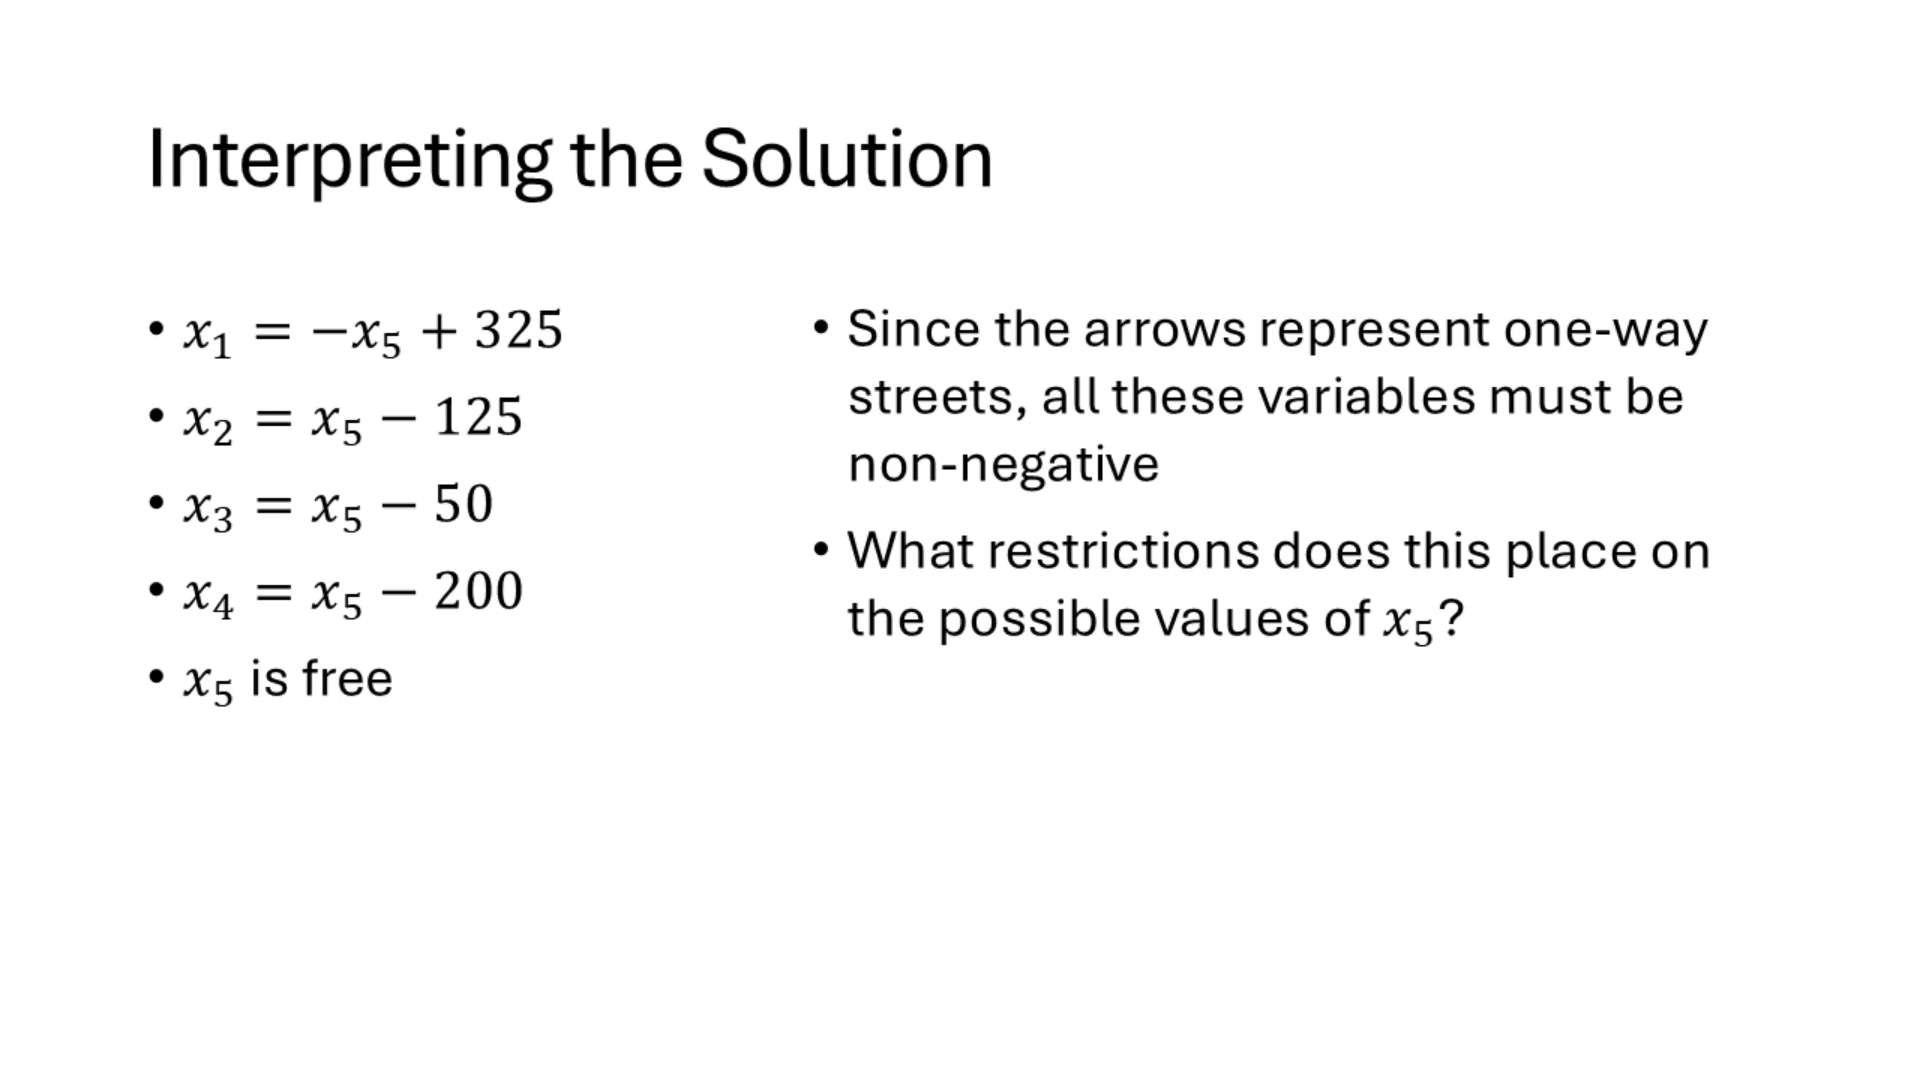 Interpreting the Solution
• x₁ = −x₅ + 325
• x₂ = x₅ − 125
• x₃ = x₅ − 50
• x₄ = x₅ − 200
• x₅ is free
• Since the arrows represent one-way
streets, all these variables must be
non-negative
• What restrictions does this place on
the possible values of x₅?